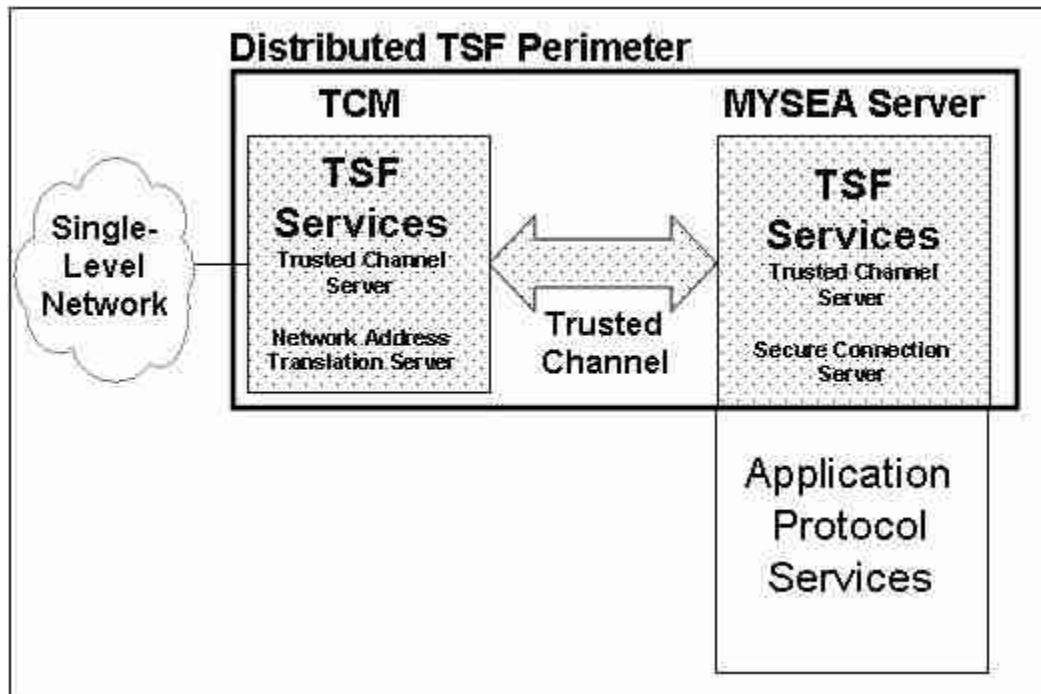 Distributed TSF Perimeter
TCM
MYSEA Server
TSF
Services
Trusted Channel
Server
Network Address
Translation Server
Single-
Level
Network
Trusted
Channel
TSF
Services
Trusted Channel
Server
Secure Connection
Server
Application
Protocol
Services